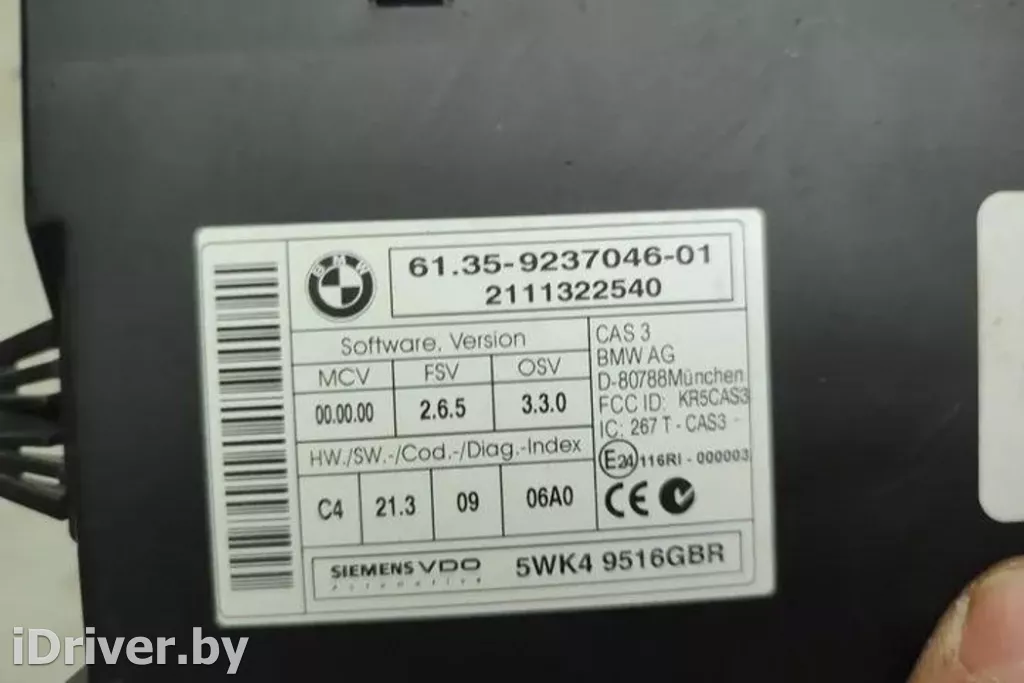 BMW
61.35-9237046-01
2111322540
Software, Version
MCV FSV OSV
00.00.00 2.6.5 3.3.0
HW./SW.-/Cod.-/Diag.-Index
C4 21.3 09 06A0
CAS 3
BMW AG
D-80788München
FCC ID: KR5CAS3
IC: 267 T - CAS3
E24 116RI - 000003
CE
SIEMENS VDO 5WK4 9516GBR
Automotive
iDriver.by